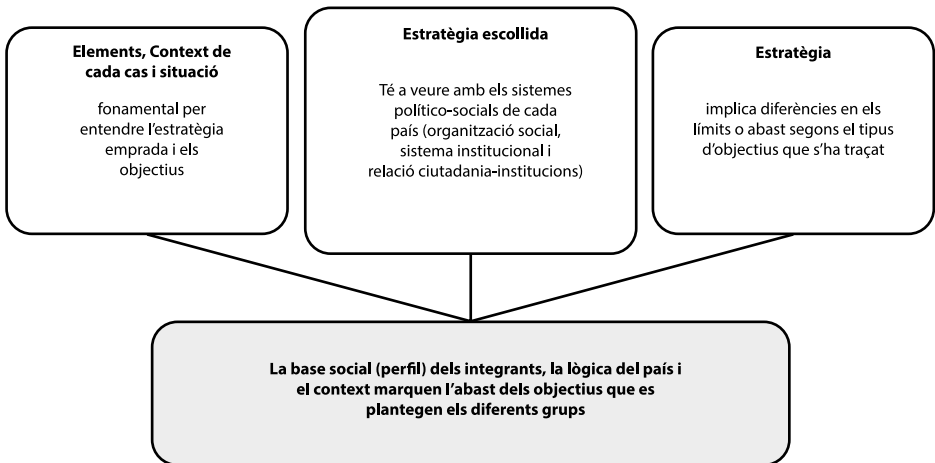 Elements, Context de
cada cas i situació
fonamental per
entendre l'estratègia
emprada i els
objectius
Estratègia escollida
Té a veure amb els sistemes
político-socials de cada
país (organització social,
sistema institucional i
relació ciutadania-institucions)
Estratègia
implica diferències en els
límits o abast segons el tipus
d'objectius que s'ha traçat
La base social (perfil) dels integrants, la lògica del país i
el context marquen l'abast dels objectius que es
plantegen els diferents grups